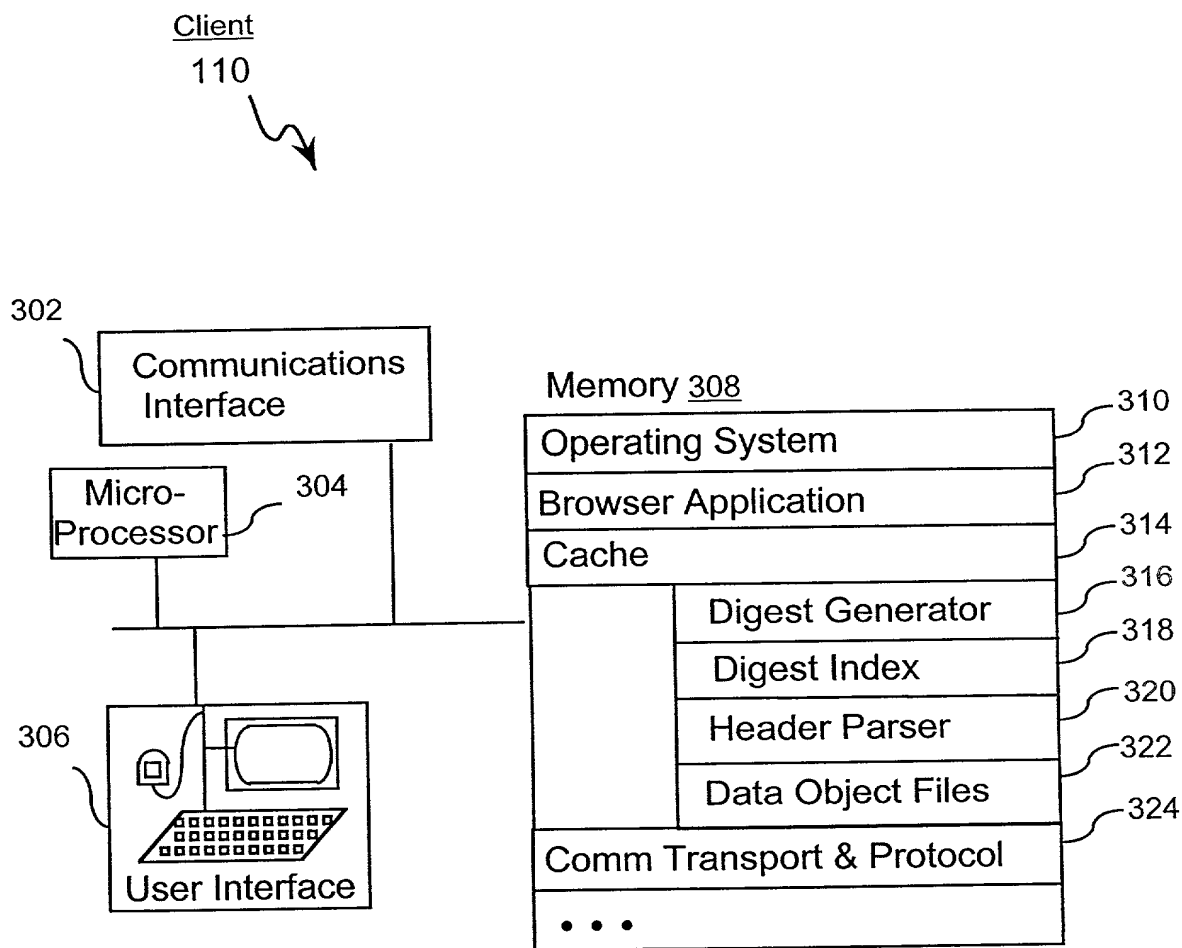 Client
110
302
Communications
Interface
Micro-
Processor
304
306
User Interface
Memory 308
Operating System
310
Browser Application
312
Cache
314
Digest Generator
316
Digest Index
318
Header Parser
320
Data Object Files
322
Comm Transport & Protocol
324
• • •